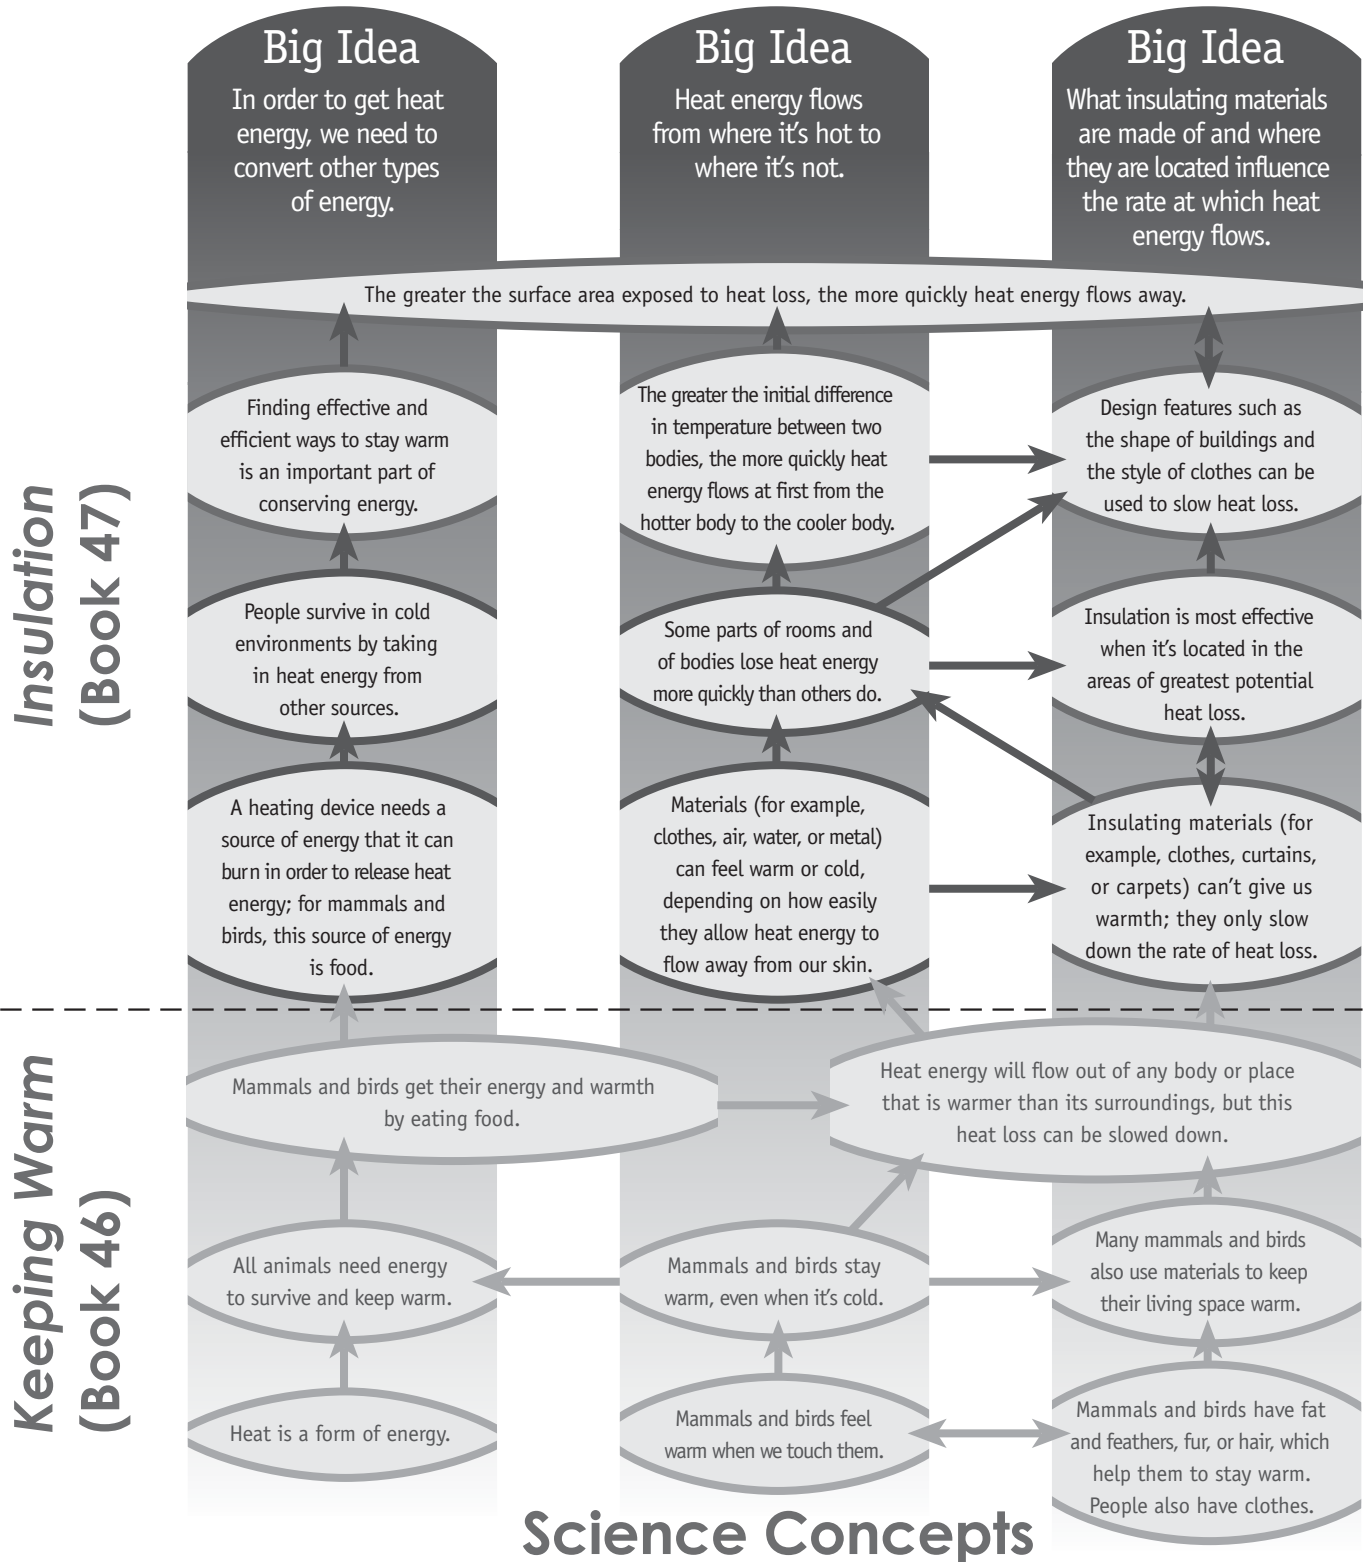 Big Idea
In order to get heat
energy, we need to
convert other types
of energy.
Big Idea
Heat energy flows
from where it's hot to
where it's not.
Big Idea
What insulating materials
are made of and where
they are located influence
the rate at which heat
energy flows.
The greater the surface area exposed to heat loss, the more quickly heat energy flows away.
Insulation
(Book 47)
Finding effective and
efficient ways to stay warm
is an important part of
conserving energy.
The greater the initial difference
in temperature between two
bodies, the more quickly heat
energy flows at first from the
hotter body to the cooler body.
Design features such as
the shape of buildings and
the style of clothes can be
used to slow heat loss.
People survive in cold
environments by taking
in heat energy from
other sources.
Some parts of rooms and
of bodies lose heat energy
more quickly than others do.
Insulation is most effective
when it's located in the
areas of greatest potential
heat loss.
A heating device needs a
source of energy that it can
burn in order to release heat
energy; for mammals and
birds, this source of energy
is food.
Materials (for example,
clothes, air, water, or metal)
can feel warm or cold,
depending on how easily
they allow heat energy to
flow away from our skin.
Insulating materials (for
example, clothes, curtains,
or carpets) can't give us
warmth; they only slow
down the rate of heat loss.
Keeping Warm
(Book 46)
Mammals and birds get their energy and warmth
by eating food.
Heat energy will flow out of any body or place
that is warmer than its surroundings, but this
heat loss can be slowed down.
All animals need energy
to survive and keep warm.
Mammals and birds stay
warm, even when it's cold.
Many mammals and birds
also use materials to keep
their living space warm.
Heat is a form of energy.
Mammals and birds feel
warm when we touch them.
Mammals and birds have fat
and feathers, fur, or hair, which
help them to stay warm.
People also have clothes.
Science Concepts